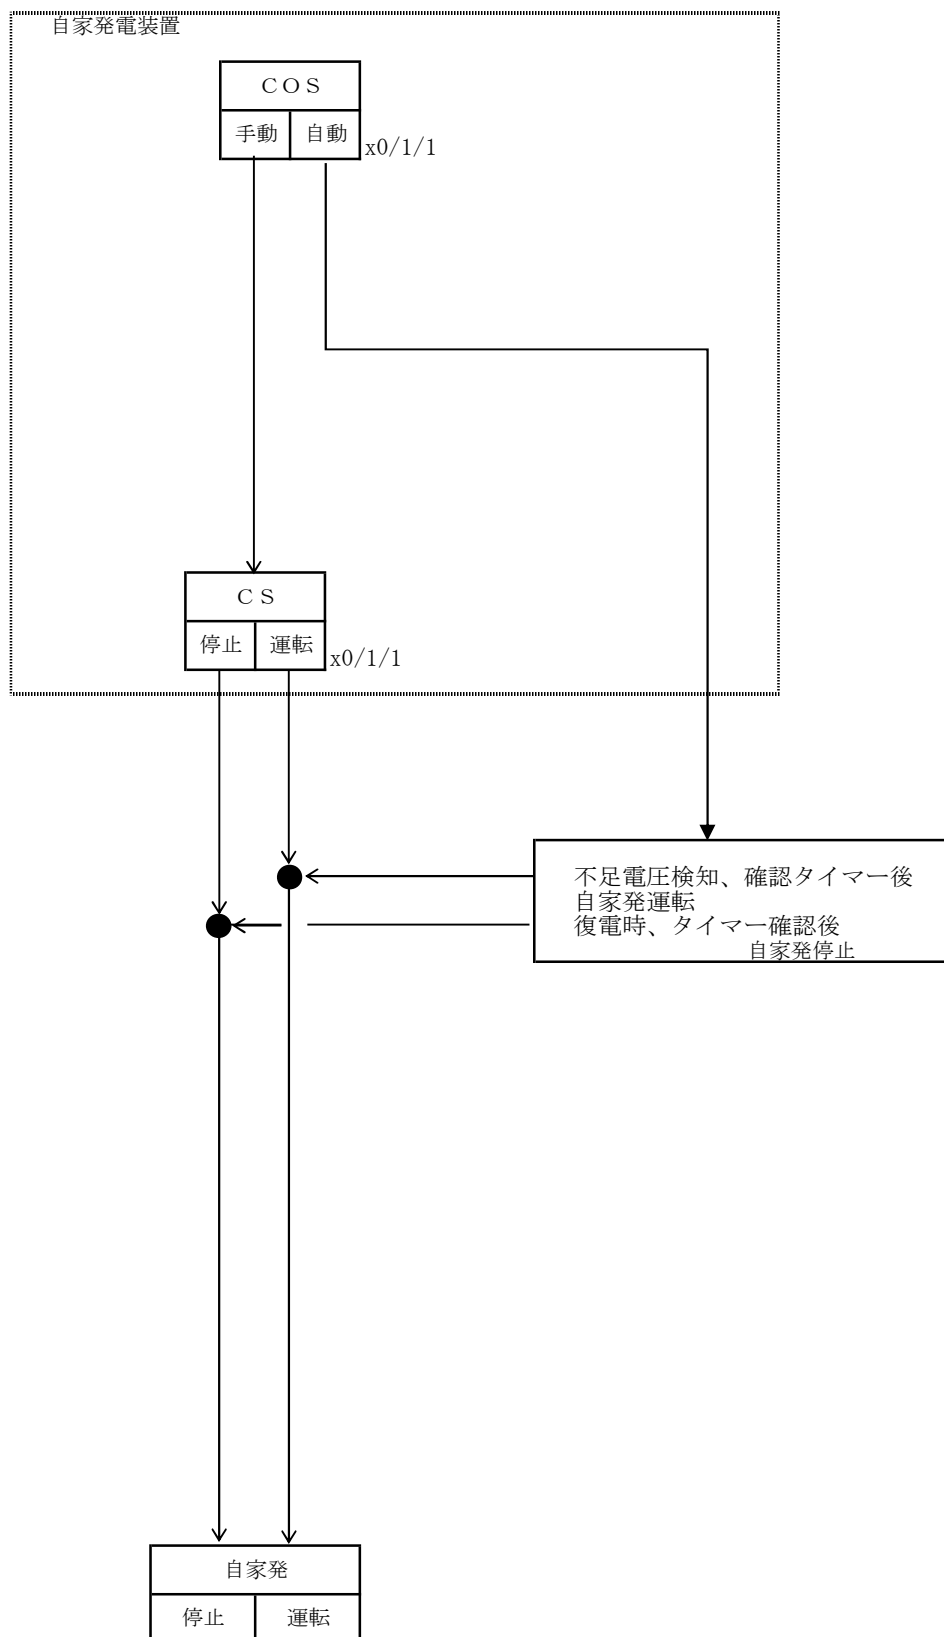 自家発電装置
ＣＯＳ
手動 自動
x0/1/1
ＣＳ
停止 運転
x0/1/1
不足電圧検知、確認タイマー後
自家発運転
復電時、タイマー確認後
自家発停止
自家発
停止 運転